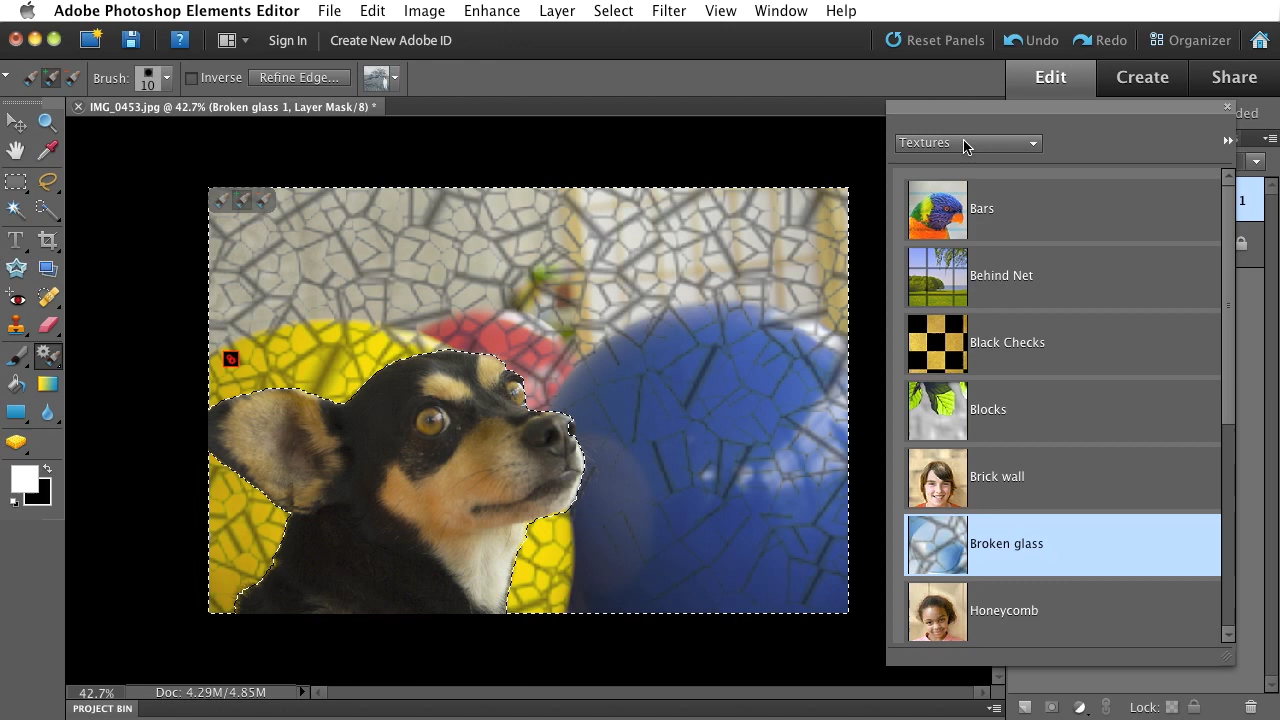 Adobe Photoshop Elements Editor File Edit Image Enhance Layer Select Filter View Window Help
Sign In Create New Adobe ID Reset Panels Undo Redo Organizer
Brush: 10 Inverse Refine Edge... Edit Create Share
IMG_0453.jpg @ 42.7% (Broken glass 1, Layer Mask/8) *
ded
Textures
1
Bars
Behind Net
Black Checks
Blocks
Brick wall
Broken glass
Honeycomb
42.7% Doc: 4.29M/4.85M
PROJECT BIN Lock: